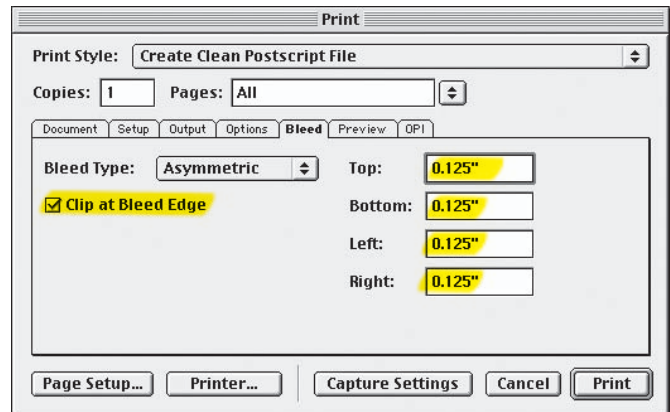 Print
Print Style: Create Clean Postscript File
Copies: 1 Pages: All
Document Setup Output Options Bleed Preview OPI
Bleed Type: Asymmetric Top: 0.125"
Clip at Bleed Edge Bottom: 0.125"
Left: 0.125"
Right: 0.125"
Page Setup... Printer... Capture Settings Cancel Print